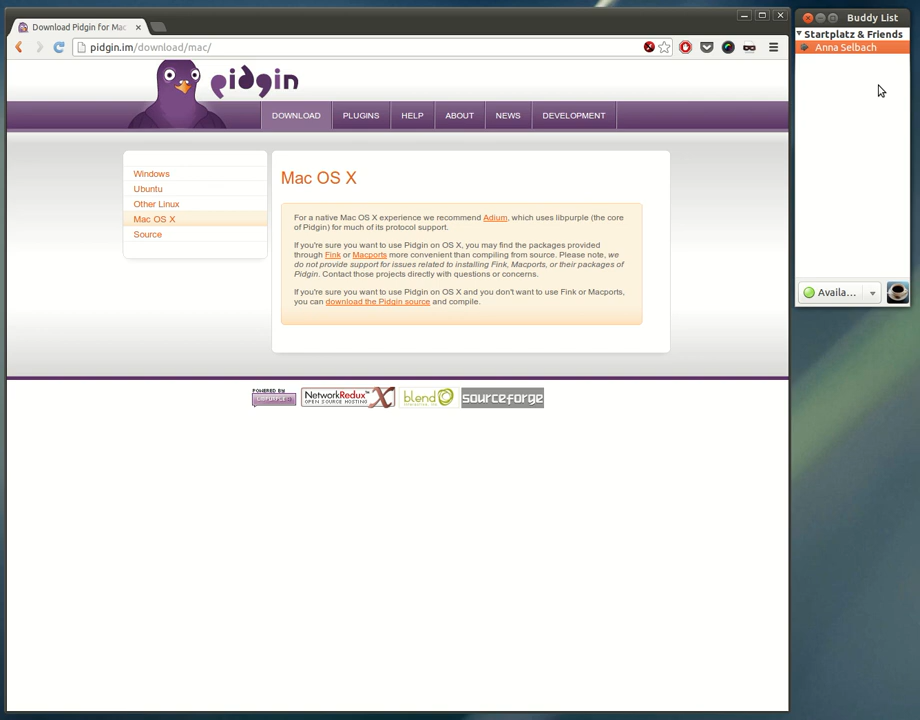 Download Pidgin for Mac
pidgin.im/download/mac/
pidgin
DOWNLOAD
PLUGINS
HELP
ABOUT
NEWS
DEVELOPMENT
Windows
Ubuntu
Other Linux
Mac OS X
Source
Mac OS X
For a native Mac OS X experience we recommend Adium, which uses libpurple (the core
of Pidgin) for much of its protocol support.
If you're sure you want to use Pidgin on OS X, you may find the packages provided
through Fink or Macports more convenient than compiling from source. Please note, we
do not provide support for issues related to installing Fink, Macports, or their packages of
Pidgin. Contact those projects directly with questions or concerns.
If you're sure you want to use Pidgin on OS X and you don't want to use Fink or Macports,
you can download the Pidgin source and compile.
POWERED BY
LIBPURPLE
NetworkRedux™ X
OPEN SOURCE HOSTING
blend
sourceforge
Buddy List
Startplatz & Friends
Anna Selbach
Availa...